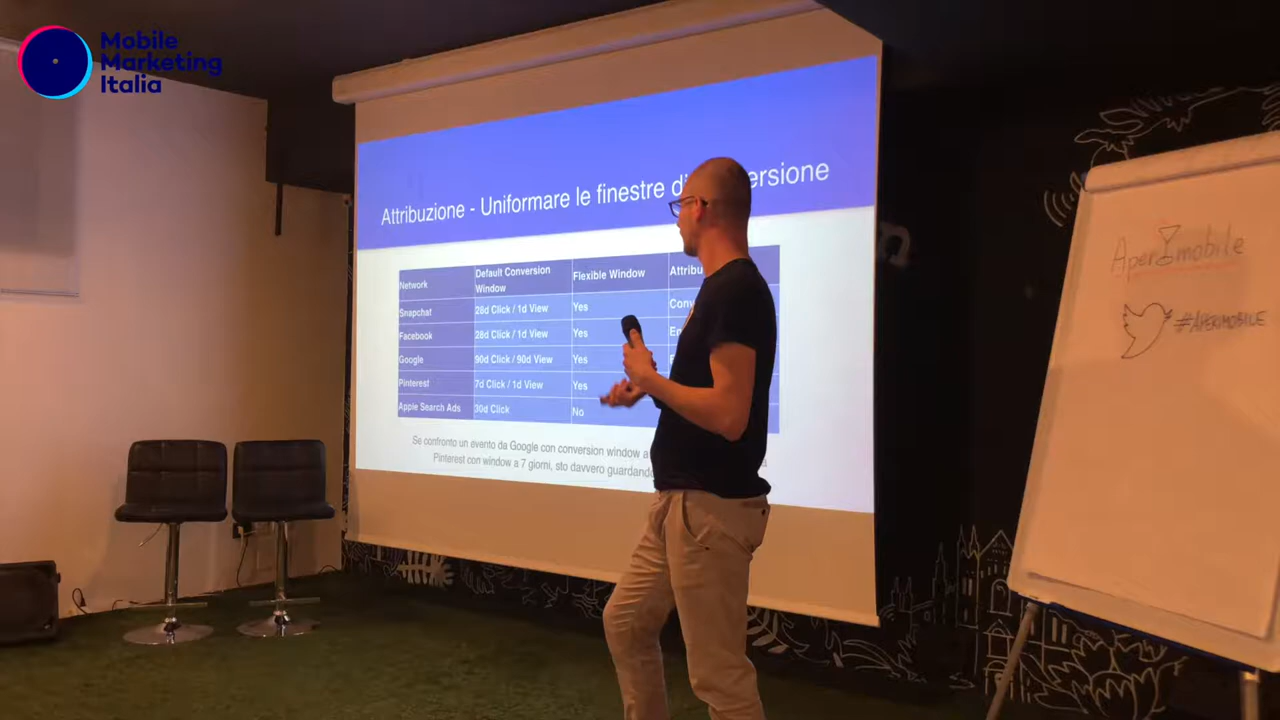 Mobile
Marketing
Italia
Attribuzione - Uniformare le finestre di ersione
Network
Default Conversion
Window
Flexible Window
Attribu
Snapchat
28d Click / 1d View
Yes
Conv
Facebook
28d Click / 1d View
Yes
En
Google
90d Click / 90d View
Yes
Pinterest
7d Click / 1d View
Yes
Apple Search Ads
30d Click
No
Se confronto un evento da Google con conversion window a
Pinterest con window a 7 giorni, sto davvero guardando
Aperimobile
#APERIMOBILE